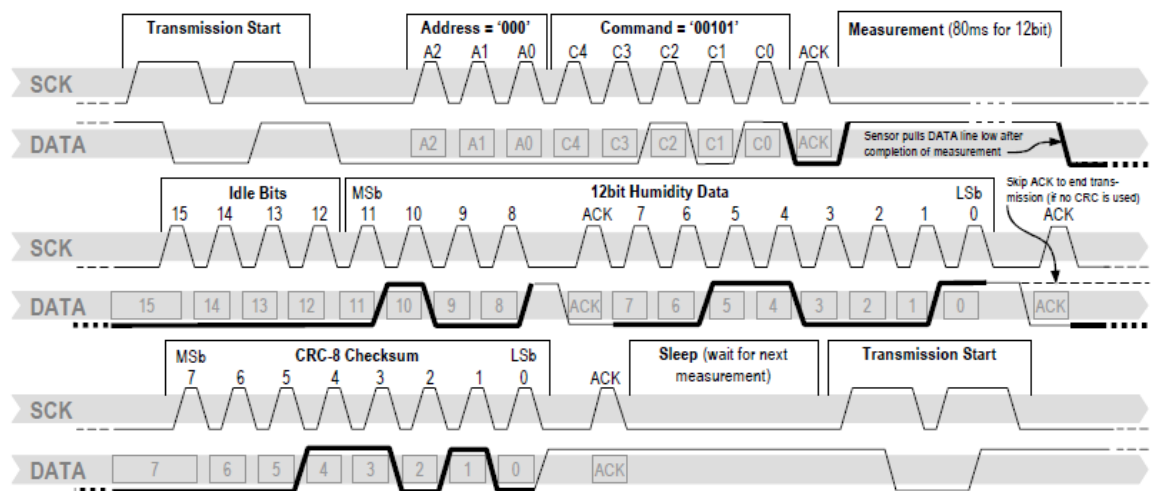 Transmission Start Address = ‘000’ Command = ‘00101’ Measurement (80ms for 12bit)
A2 A1 A0 C4 C3 C2 C1 C0 ACK
SCK
DATA A2 A1 A0 C4 C3 C2 C1 C0 ACK
Sensor pulls DATA line low after
completion of measurement
Idle Bits MSb 12bit Humidity Data LSb
Skip ACK to end trans-
mission (if no CRC is used)
15 14 13 12 11 10 9 8 ACK 7 6 5 4 3 2 1 0 ACK
SCK
DATA 15 14 13 12 11 10 9 8 ACK 7 6 5 4 3 2 1 0 ACK
MSb CRC-8 Checksum LSb Sleep (wait for next
measurement)
Transmission Start
7 6 5 4 3 2 1 0 ACK
SCK
DATA 7 6 5 4 3 2 1 0 ACK